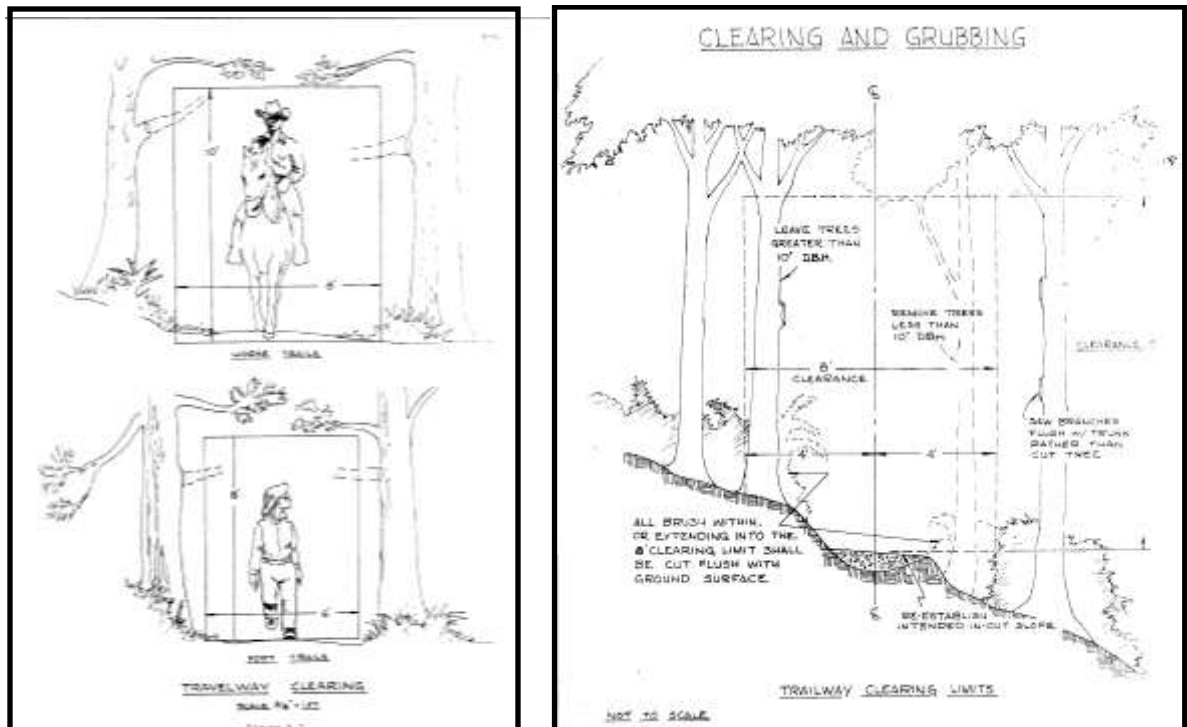 10'
8'
HORSE TRAILS
8'
6'
FOOT TRAILS
TRAVELWAY CLEARING
CLEARING AND GRUBBING
LEAVE TREES
GREATER THAN
10" DBH.
REMOVE TREES
LESS THAN
10" DBH
8'
CLEARANCE
CLEARANCE
SAW BRANCHES
FLUSH W/ TRUNK
RATHER THAN
CUT TREE
4'
4'
ALL BRUSH WITHIN,
OR EXTENDING INTO THE
8' CLEARING LIMIT SHALL
BE CUT FLUSH WITH
GROUND SURFACE.
RE-ESTABLISH
INTENDED IN-CUT SLOPE
TRAILWAY CLEARING LIMITS
NOT TO SCALE